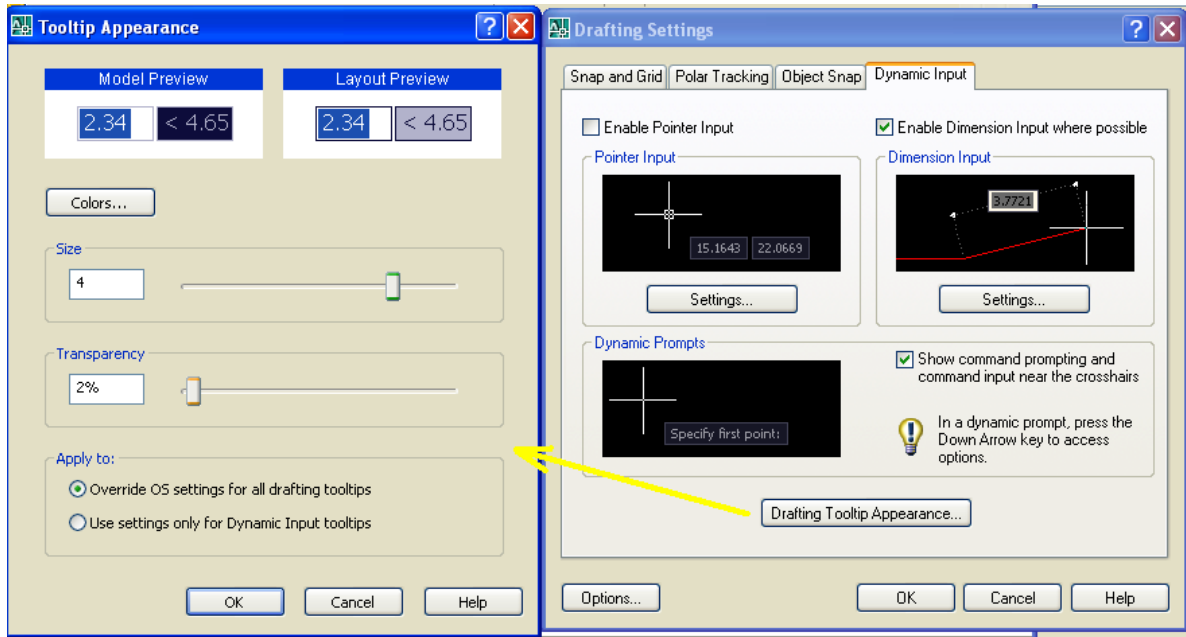 Tooltip Appearance
Model Preview
Layout Preview
2.34 < 4.65
2.34 < 4.65
Colors...
Size
4
Transparency
2%
Apply to:
Override OS settings for all drafting tooltips
Use settings only for Dynamic Input tooltips
OK
Cancel
Help
Drafting Settings
Snap and Grid
Polar Tracking
Object Snap
Dynamic Input
Enable Pointer Input
Enable Dimension Input where possible
Pointer Input
15.1643 22.0669
Settings...
Dimension Input
3.7721
Settings...
Dynamic Prompts
Specify first point:
Show command prompting and
command input near the crosshairs
In a dynamic prompt, press the
Down Arrow key to access
options.
Drafting Tooltip Appearance...
Options...
OK
Cancel
Help